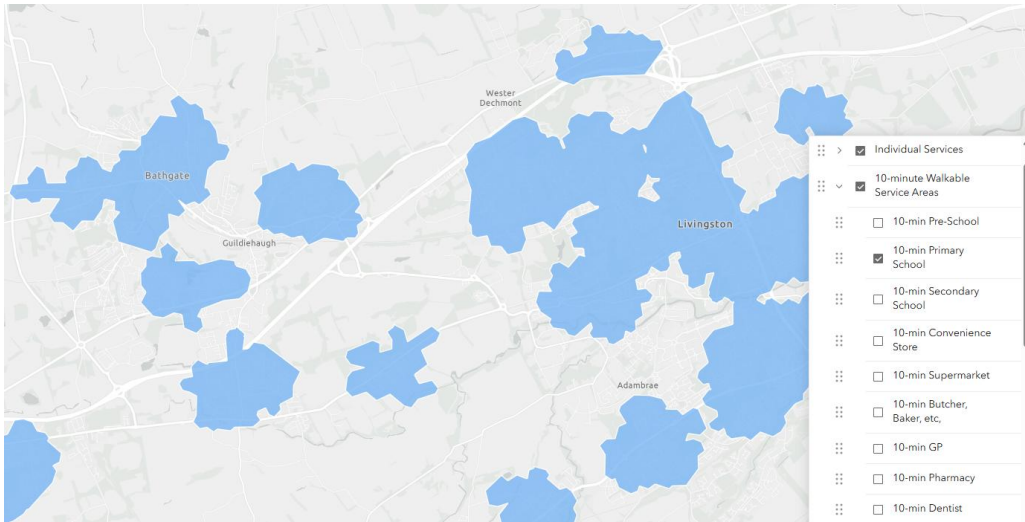 Wester
Dechmont
Bathgate
Guildiehaugh
Livingston
Adambrae
Individual Services
10-minute Walkable
Service Areas
10-min Pre-School
10-min Primary
School
10-min Secondary
School
10-min Convenience
Store
10-min Supermarket
10-min Butcher,
Baker, etc,
10-min GP
10-min Pharmacy
10-min Dentist